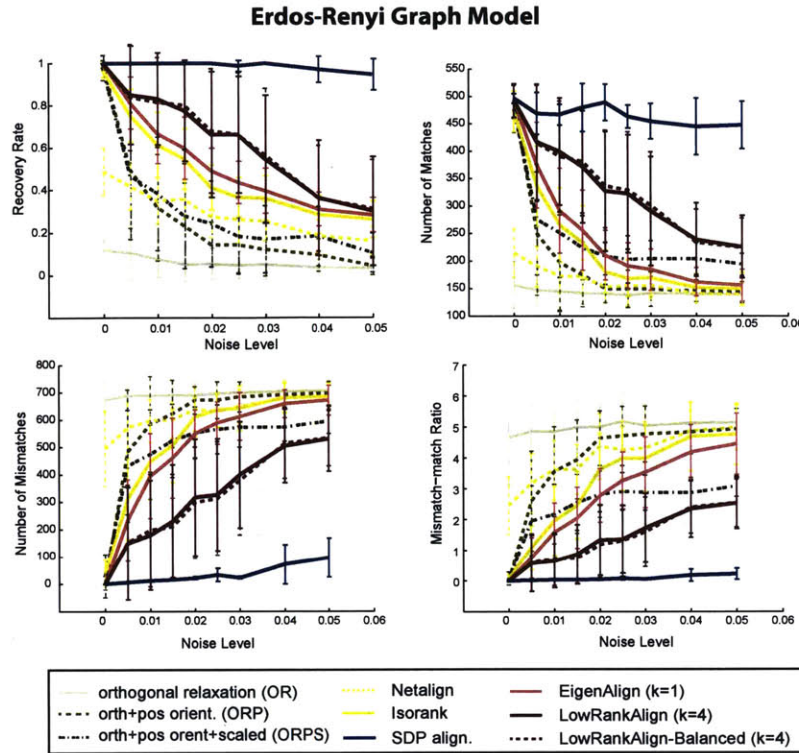 Erdos-Renyi Graph Model
Recovery Rate
1
0.8
0.6
0.4
0.2
0
0 0.01 0.02 0.03 0.04 0.05
Noise Level
Number of Matches
550
500
450
400
350
300
250
200
150
100
0 0.01 0.02 0.03 0.04 0.05 0.06
Noise Level
Number of Mismatches
800
700
600
500
400
300
200
100
0
0 0.01 0.02 0.03 0.04 0.05 0.06
Noise Level
Mismatch-match Ratio
7
6
5
4
3
2
1
0
0 0.01 0.02 0.03 0.04 0.05 0.06
Noise Level
orthogonal relaxation (OR)
orth+pos orient. (ORP)
orth+pos orent+scaled (ORPS)
Netalign
Isorank
SDP align.
EigenAlign (k=1)
LowRankAlign (k=4)
LowRankAlign-Balanced (k=4)